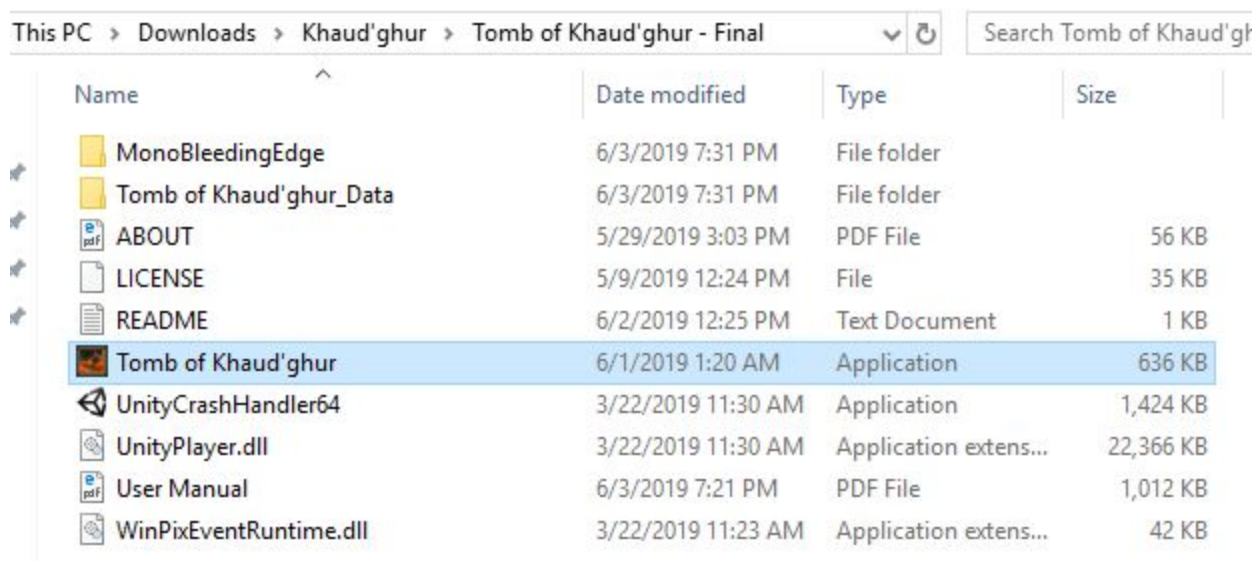 This PC > Downloads > Khaud'ghur > Tomb of Khaud'ghur - Final Search Tomb of Khaud'gh
Name Date modified Type Size
MonoBleedingEdge 6/3/2019 7:31 PM File folder
Tomb of Khaud'ghur_Data 6/3/2019 7:31 PM File folder
ABOUT 5/29/2019 3:03 PM PDF File 56 KB
LICENSE 5/9/2019 12:24 PM File 35 KB
README 6/2/2019 12:25 PM Text Document 1 KB
Tomb of Khaud'ghur 6/1/2019 1:20 AM Application 636 KB
UnityCrashHandler64 3/22/2019 11:30 AM Application 1,424 KB
UnityPlayer.dll 3/22/2019 11:30 AM Application extens... 22,366 KB
User Manual 6/3/2019 7:21 PM PDF File 1,012 KB
WinPixEventRuntime.dll 3/22/2019 11:23 AM Application extens... 42 KB